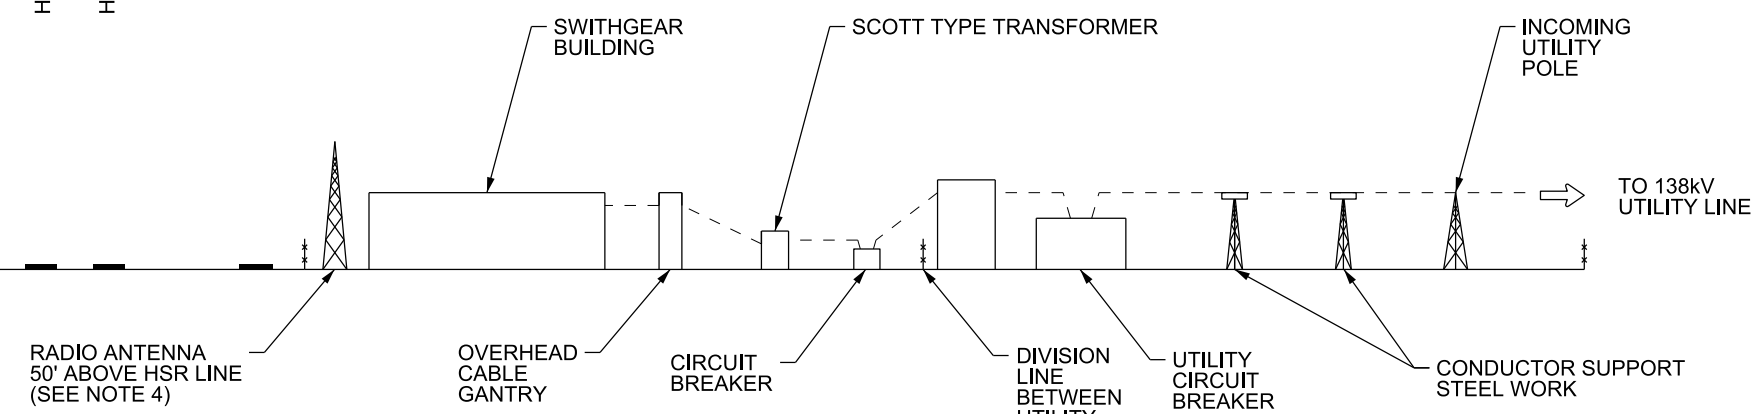 H
H
SWITHGEAR
BUILDING
SCOTT TYPE TRANSFORMER
INCOMING
UTILITY
POLE
TO 138kV
UTILITY LINE
RADIO ANTENNA
50' ABOVE HSR LINE
(SEE NOTE 4)
OVERHEAD
CABLE
GANTRY
CIRCUIT
BREAKER
DIVISION
LINE
BETWEEN
UTILITY
UTILITY
CIRCUIT
BREAKER
CONDUCTOR SUPPORT
STEEL WORK